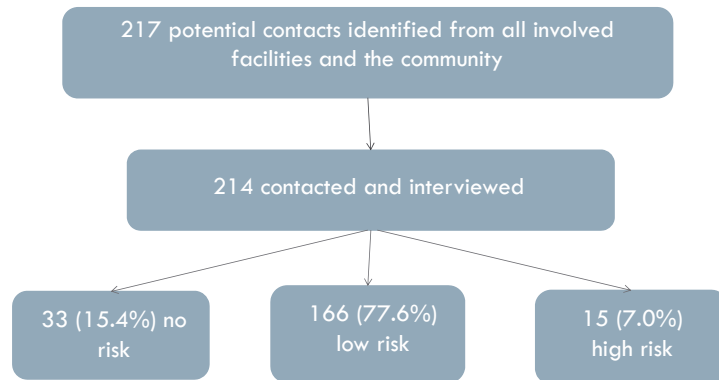 217 potential contacts identified from all involved
facilities and the community
214 contacted and interviewed
33 (15.4%) no
risk
166 (77.6%)
low risk
15 (7.0%)
high risk